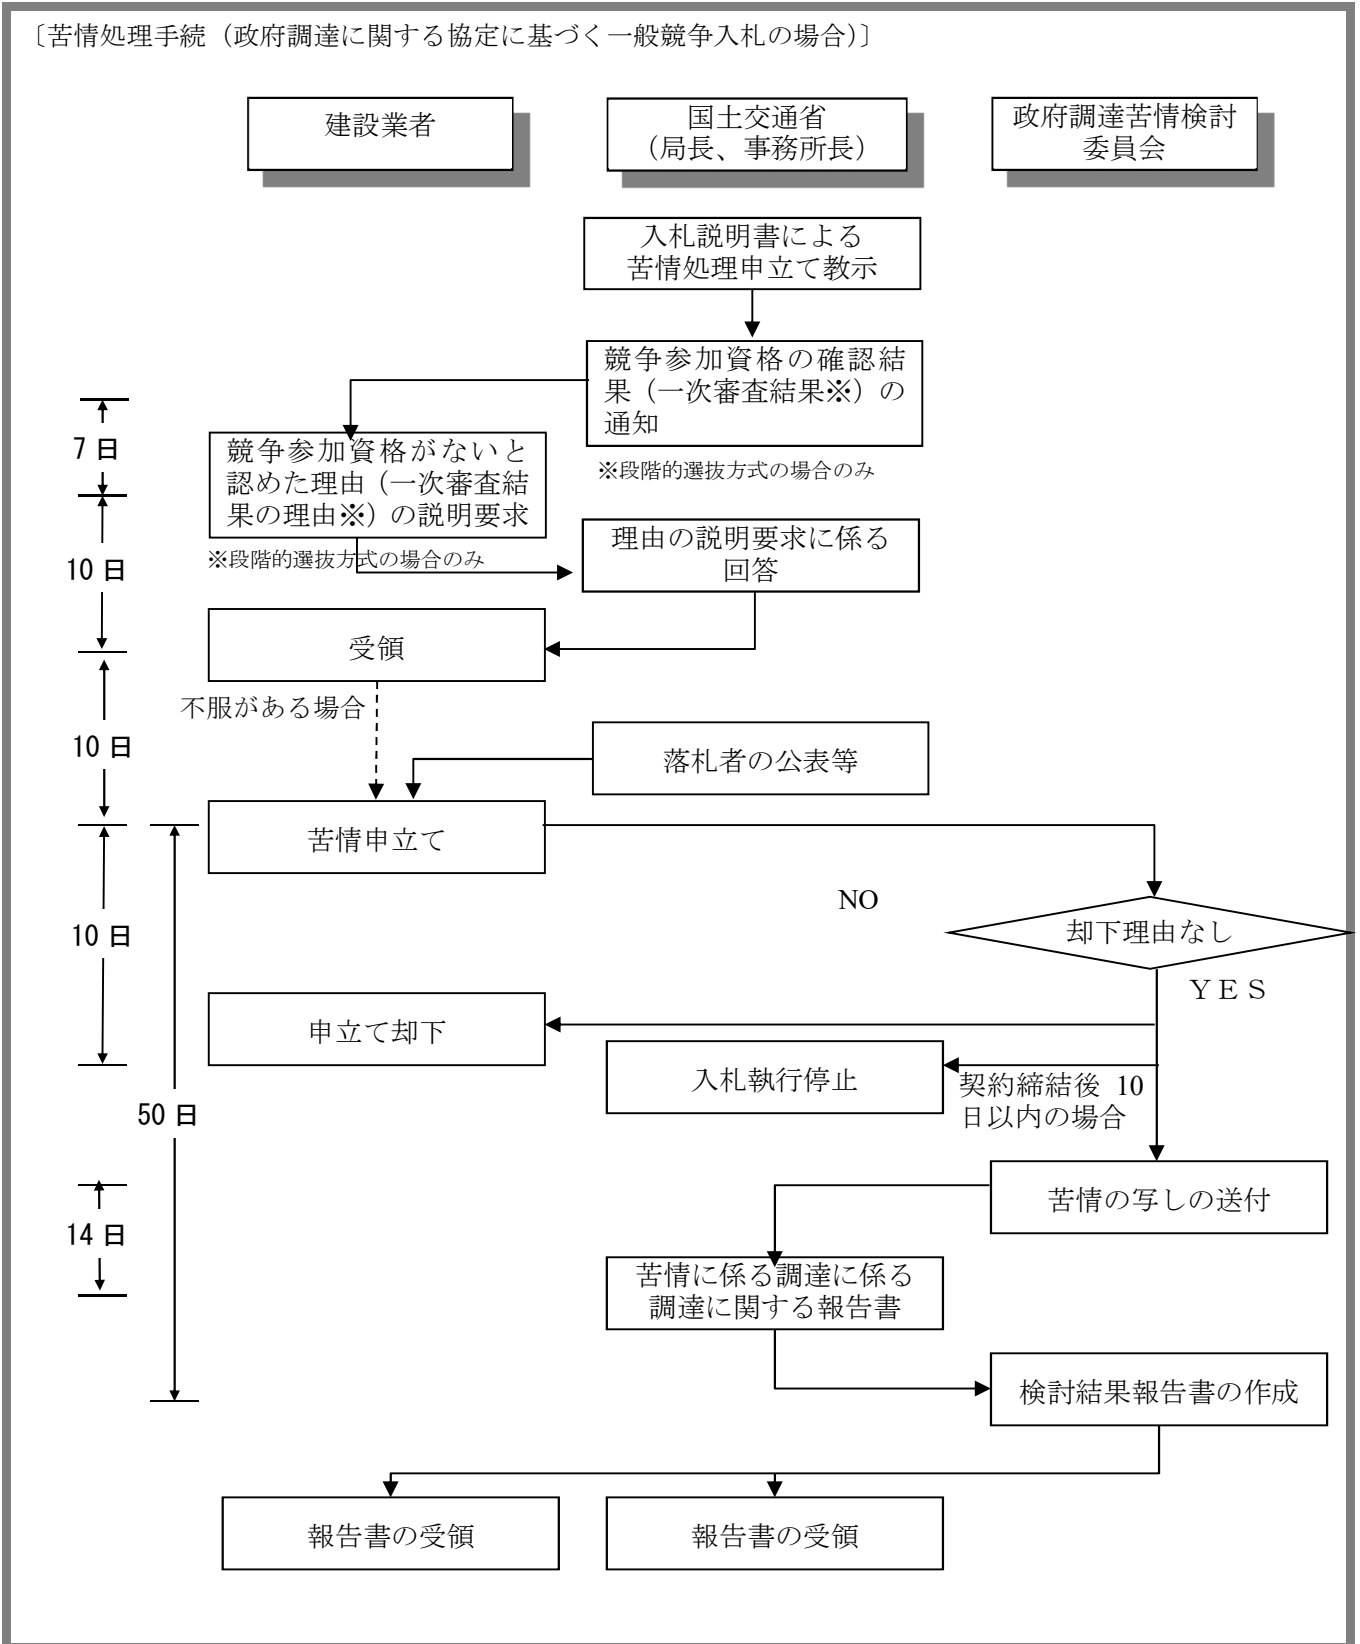 〔苦情処理手続（政府調達に関する協定に基づく一般競争入札の場合）〕
建設業者
国土交通省
（局長、事務所長）
政府調達苦情検討
委員会
入札説明書による
苦情処理申立て教示
競争参加資格の確認結
果（一次審査結果※）の
通知
※段階的選抜方式の場合のみ
7日
競争参加資格がないと
認めた理由（一次審査結
果の理由※）の説明要求
※段階的選抜方式の場合のみ
10日
理由の説明要求に係る
回答
受領
不服がある場合
10日
落札者の公表等
苦情申立て
NO
却下理由なし
10日
ＹＥＳ
申立て却下
入札執行停止
契約締結後 10
日以内の場合
50日
苦情の写しの送付
14日
苦情に係る調達に係る
調達に関する報告書
検討結果報告書の作成
報告書の受領
報告書の受領